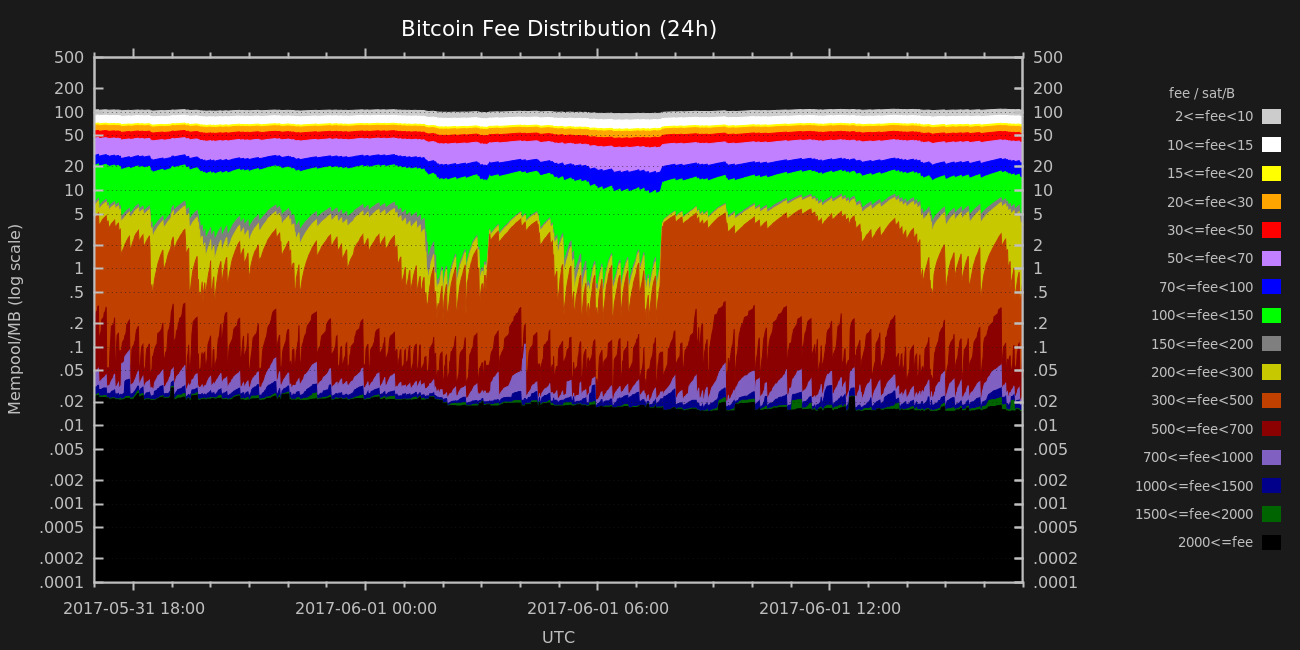 Bitcoin Fee Distribution (24h)
Mempool/MB (log scale)
500
200
100
50
20
10
5
2
1
.5
.2
.1
.05
.02
.01
.005
.002
.001
.0005
.0002
.0001
500
200
100
50
20
10
5
2
1
.5
.2
.1
.05
.02
.01
.005
.002
.001
.0005
.0002
.0001
2017-05-31 18:00
2017-06-01 00:00
2017-06-01 06:00
2017-06-01 12:00
UTC
fee / sat/B
2<=fee<10
10<=fee<15
15<=fee<20
20<=fee<30
30<=fee<50
50<=fee<70
70<=fee<100
100<=fee<150
150<=fee<200
200<=fee<300
300<=fee<500
500<=fee<700
700<=fee<1000
1000<=fee<1500
1500<=fee<2000
2000<=fee